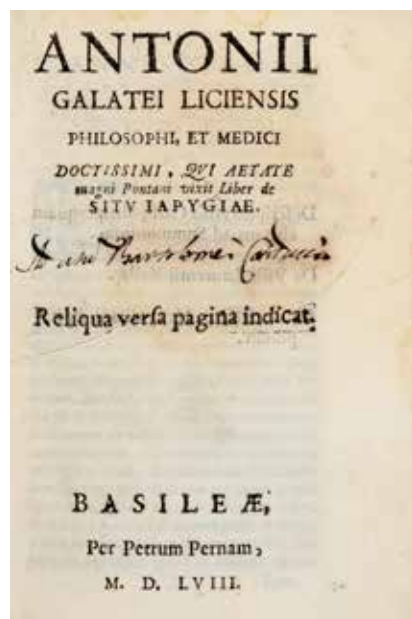 ANTONII
GALATEI LICIENSIS
PHILOSOPHI, ET MEDICI
DOCTISSIMI, QVI AETATE
magni Pontani vixit Liber de
SITV IAPYGIAE.
Reliqua versa pagina indicat.
BASILEÆ,
Per Petrum Pernam,
M. D. LVIII.